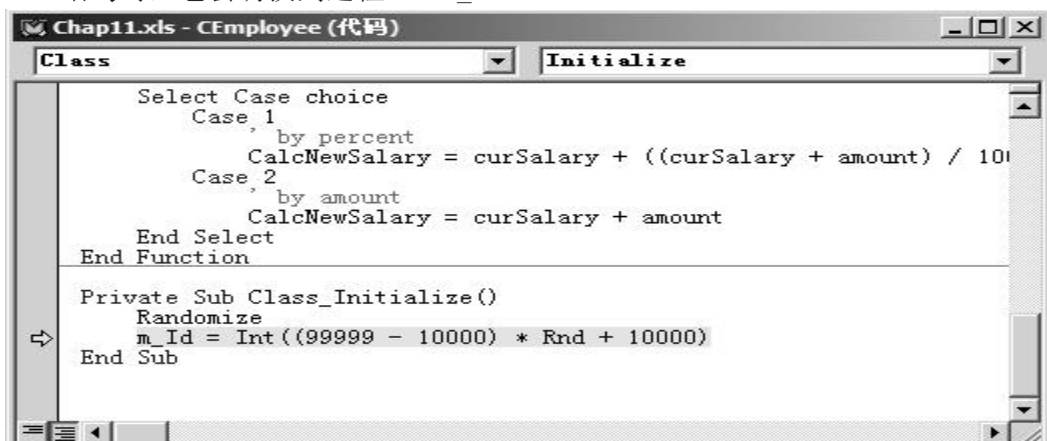 Chap11.xls - CEmployee (代码)
Class Initialize
Select Case choice
Case 1
' by percent
CalcNewSalary = curSalary + ((curSalary + amount) / 10
Case 2
' by amount
CalcNewSalary = curSalary + amount
End Select
End Function
Private Sub Class_Initialize()
Randomize
m_Id = Int((99999 - 10000) * Rnd + 10000)
End Sub